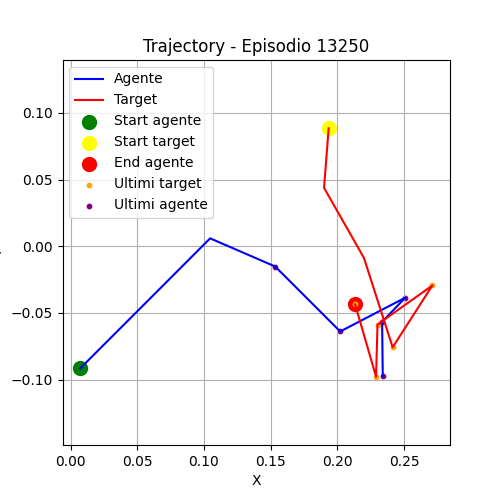 Trajectory - Episodio 13250
Agente
Target
Start agente
Start target
End agente
Ultimi target
Ultimi agente
0.10
0.05
0.00
−0.05
−0.10
0.00 0.05 0.10 0.15 0.20 0.25
X